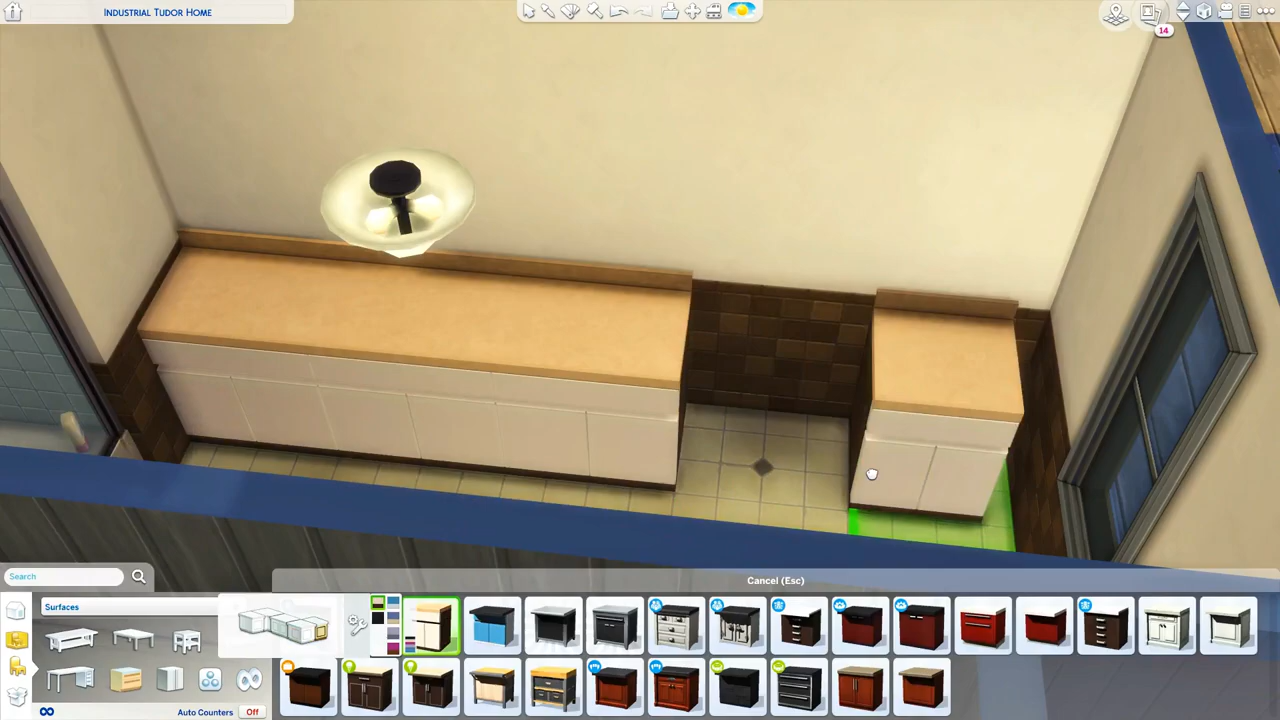 INDUSTRIAL TUDOR HOME
14
Search
Cancel (Esc)
Surfaces
Auto Counters Off